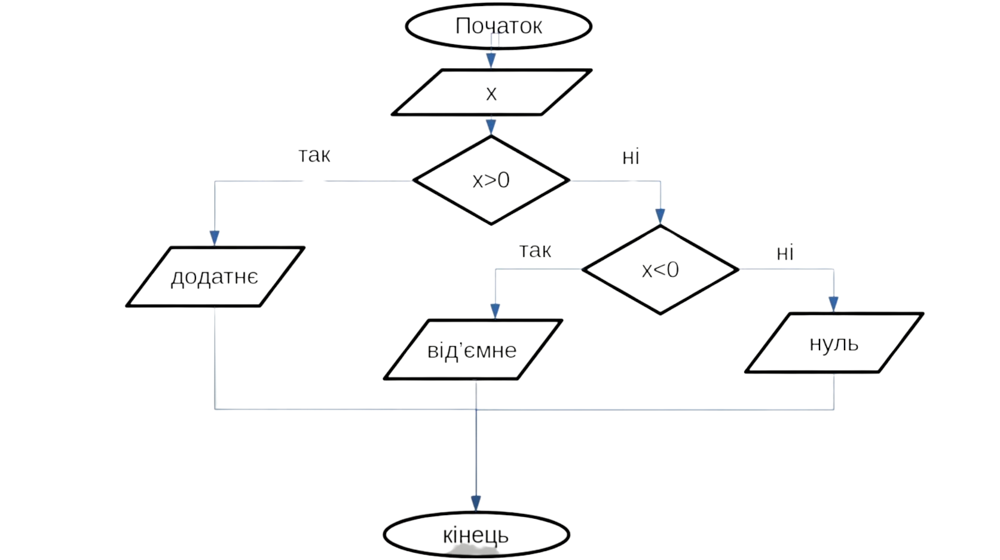 Початок
x
так
ні
x>0
так
ні
x<0
додатнє
від’ємне
нуль
кінець